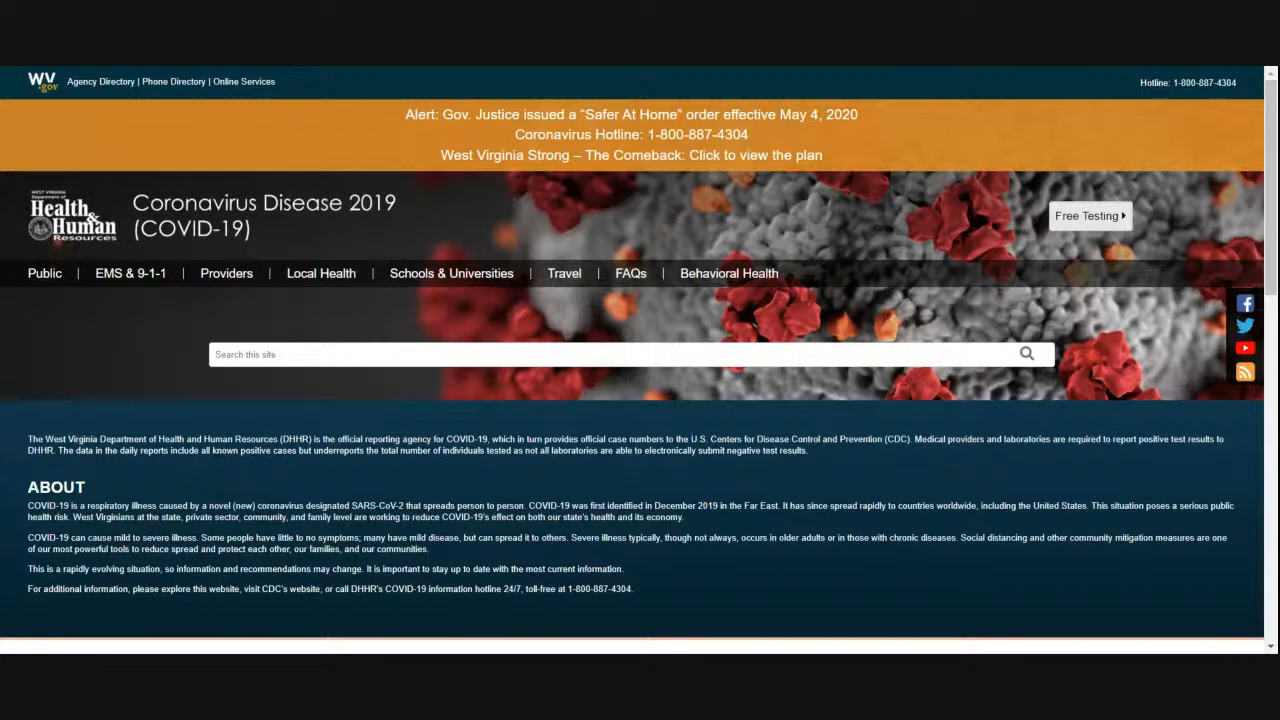 WV.gov Agency Directory | Phone Directory | Online Services Hotline: 1-800-887-4304
Alert: Gov. Justice issued a “Safer At Home” order effective May 4, 2020
Coronavirus Hotline: 1-800-887-4304
West Virginia Strong – The Comeback: Click to view the plan
WEST VIRGINIA
Department of
Health &
Human
Resources
Coronavirus Disease 2019
(COVID-19)
Free Testing
Public | EMS & 9-1-1 | Providers | Local Health | Schools & Universities | Travel | FAQs | Behavioral Health
Search this site
The West Virginia Department of Health and Human Resources (DHHR) is the official reporting agency for COVID-19, which in turn provides official case numbers to the U.S. Centers for Disease Control and Prevention (CDC). Medical providers and laboratories are required to report positive test results to
DHHR. The data in the daily reports include all known positive cases but underreports the total number of individuals tested as not all laboratories are able to electronically submit negative test results.
ABOUT
COVID-19 is a respiratory illness caused by a novel (new) coronavirus designated SARS-CoV-2 that spreads person to person. COVID-19 was first identified in December 2019 in the Far East. It has since spread rapidly to countries worldwide, including the United States. This situation poses a serious public
health risk. West Virginians at the state, private sector, community, and family level are working to reduce COVID-19's effect on both our state's health and its economy.
COVID-19 can cause mild to severe illness. Some people have little to no symptoms; many have mild disease, but can spread it to others. Severe illness typically, though not always, occurs in older adults or in those with chronic diseases. Social distancing and other community mitigation measures are one
of our most powerful tools to reduce spread and protect each other, our families, and our communities.
This is a rapidly evolving situation, so information and recommendations may change. It is important to stay up to date with the most current information.
For additional information, please explore this website, visit CDC's website, or call DHHR's COVID-19 information hotline 24/7, toll-free at 1-800-887-4304.